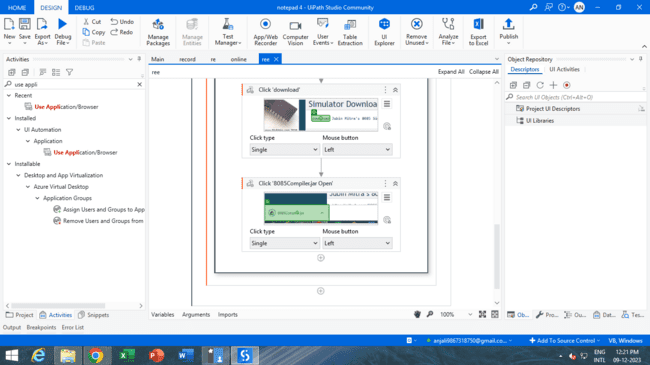 notepad 4 - UiPath Studio Community
HOME DESIGN DEBUG
AN
New Save Export As Debug File
Cut Copy Paste Undo Redo
Manage Packages Manage Entities Test Manager App/Web Recorder Computer Vision User Events Table Extraction UI Explorer Remove Unused Analyze File Export to Excel Publish
Activities
use appli
Recent
Use Application/Browser
Installed
UI Automation
Application
Use Application/Browser
Installable
Desktop and App Virtualization
Azure Virtual Desktop
Application Groups
Assign Users and Groups to App
Remove Users and Groups from
Project Activities Snippets
Main record re online ree
ree
Expand All Collapse All
Click 'download'
Simulator Downloa
Click type Mouse button
Single Left
Click '8085Compiler.jar Open'
Click type Mouse button
Single Left
Variables Arguments Imports
100%
Object Repository
Descriptors UI Activities
Search UI Objects (Ctrl+Alt+O)
Project UI Descriptors
UI Libraries
Ob... Pro... Ou... Dat... Tes...
Output Breakpoints Error List
anjali9867318750@gmail.co... Add To Source Control VB, Windows
ENG
INTL
12:21 PM
09-12-2023